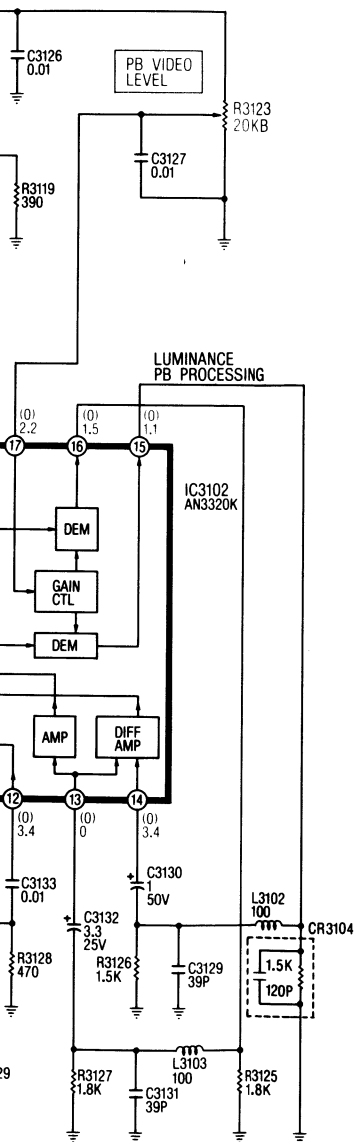 C3126
0.01
PB VIDEO
LEVEL
R3123
20KB
C3127
0.01
R3119
390
LUMINANCE
PB PROCESSING
(0)
2.2
(0)
1.5
(0)
1.1
17
16
15
IC3102
AN3320K
DEM
GAIN
CTL
DEM
AMP
DIFF
AMP
12
13
14
(0)
3.4
(0)
0
(0)
3.4
C3130
1
50V
C3133
0.01
C3132
3.3
25V
L3102
100
CR3104
R3128
470
R3126
1.5K
C3129
39P
1.5K
120P
L3103
100
29
R3127
1.8K
C3131
39P
R3125
1.8K